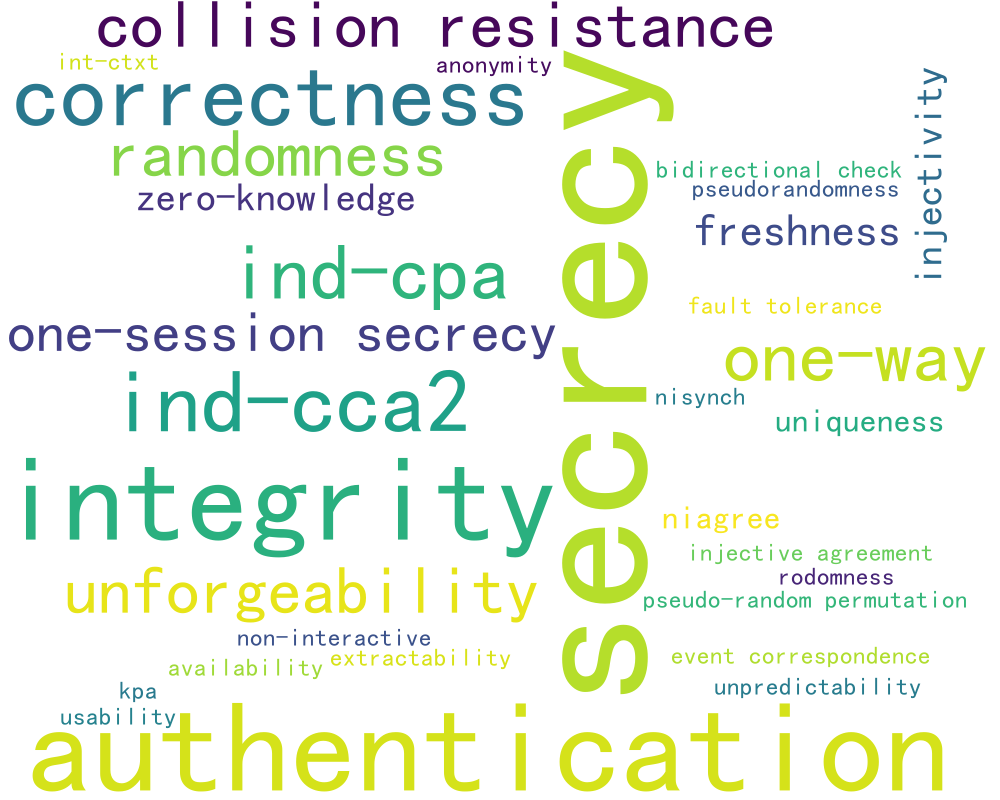 collision resistance
int-ctxt
anonymity
correctness
secrecy
injectivity
randomness
bidirectional check
pseudorandomness
zero-knowledge
freshness
ind-cpa
fault tolerance
one-session secrecy
one-way
ind-cca2
nisynch
uniqueness
integrity
niagree
injective agreement
rodomness
unforgeability
pseudo-random permutation
non-interactive
availability
extractability
event correspondence
kpa
unpredictability
usability
authentication